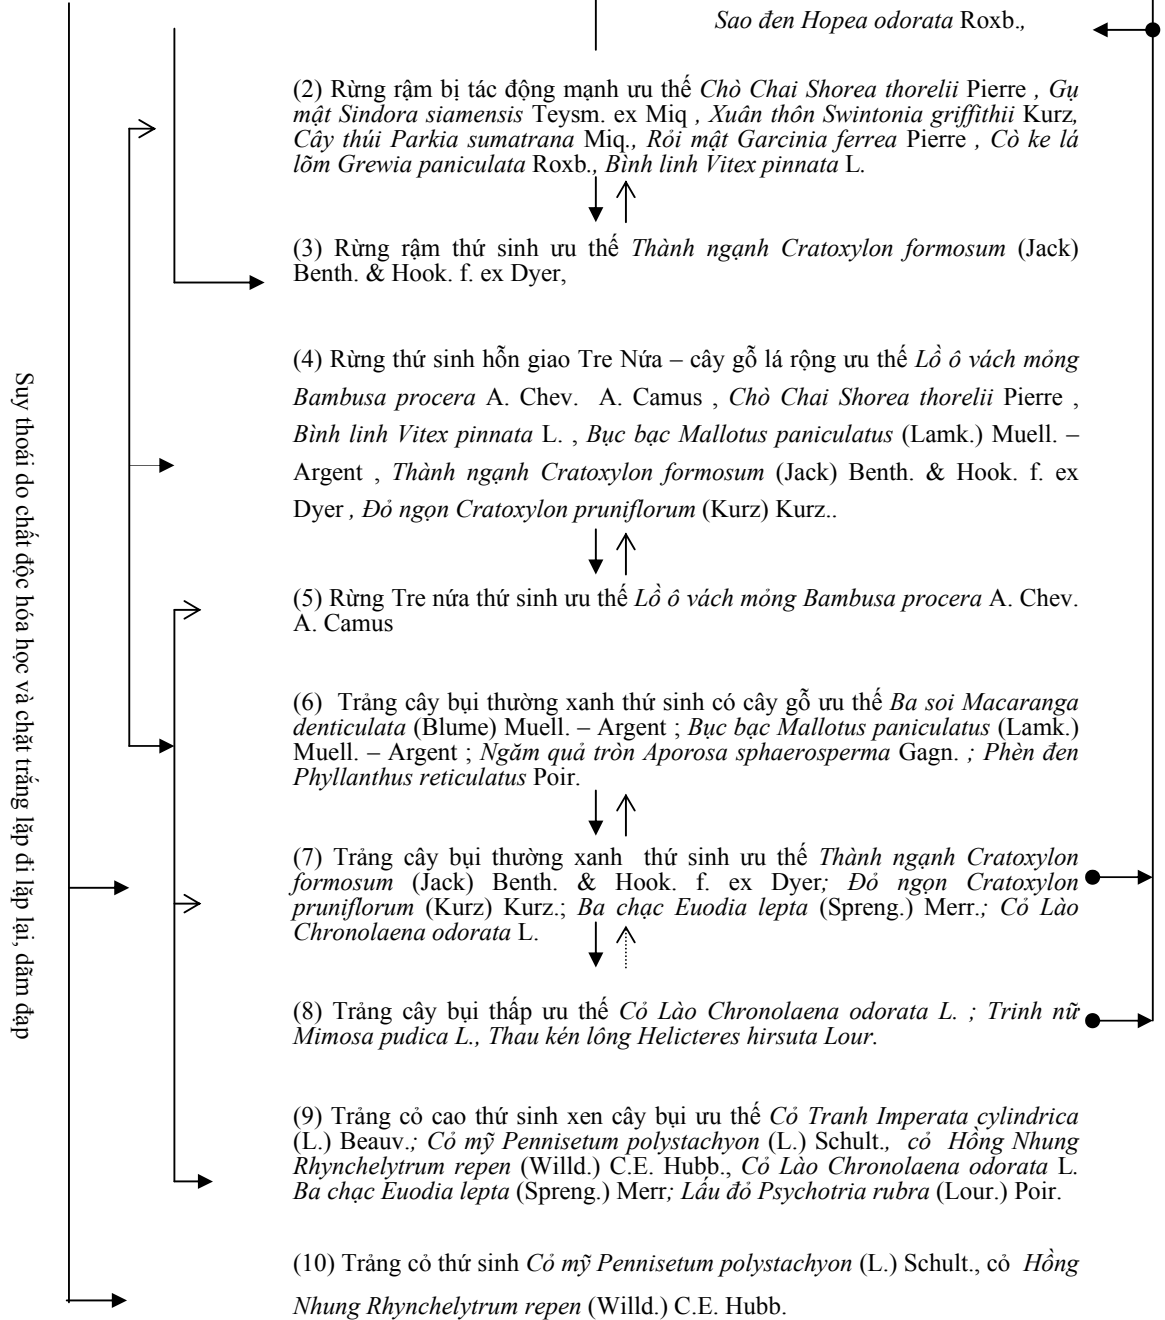 Sao đen Hopea odorata Roxb.,
(2) Rừng rậm bị tác động mạnh ưu thế Chò Chai Shorea thorelii Pierre , Gụ
mật Sindora siamensis Teysm. ex Miq , Xuân thôn Swintonia griffithii Kurz,
Cây thúi Parkia sumatrana Miq., Rỏi mật Garcinia ferrea Pierre , Cò ke lá
lõm Grewia paniculata Roxb., Bình linh Vitex pinnata L.
(3) Rừng rậm thứ sinh ưu thế Thành ngạnh Cratoxylon formosum (Jack)
Benth. & Hook. f. ex Dyer,
(4) Rừng thứ sinh hỗn giao Tre Nứa – cây gỗ lá rộng ưu thế Lồ ô vách mỏng
Bambusa procera A. Chev. A. Camus , Chò Chai Shorea thorelii Pierre ,
Bình linh Vitex pinnata L. , Bục bạc Mallotus paniculatus (Lamk.) Muell. –
Argent , Thành ngạnh Cratoxylon formosum (Jack) Benth. & Hook. f. ex
Dyer , Đỏ ngọn Cratoxylon pruniflorum (Kurz) Kurz..
(5) Rừng Tre nứa thứ sinh ưu thế Lồ ô vách mỏng Bambusa procera A. Chev.
A. Camus
(6) Trảng cây bụi thường xanh thứ sinh có cây gỗ ưu thế Ba soi Macaranga
denticulata (Blume) Muell. – Argent ; Bục bạc Mallotus paniculatus (Lamk.)
Muell. – Argent ; Ngăm quả tròn Aporosa sphaerosperma Gagn. ; Phèn đen
Phyllanthus reticulatus Poir.
(7) Trảng cây bụi thường xanh thứ sinh ưu thế Thành ngạnh Cratoxylon
formosum (Jack) Benth. & Hook. f. ex Dyer; Đỏ ngọn Cratoxylon
pruniflorum (Kurz) Kurz.; Ba chạc Euodia lepta (Spreng.) Merr.; Cỏ Lào
Chronolaena odorata L.
(8) Trảng cây bụi thấp ưu thế Cỏ Lào Chronolaena odorata L. ; Trinh nữ
Mimosa pudica L., Thau kén lông Helicteres hirsuta Lour.
(9) Trảng cỏ cao thứ sinh xen cây bụi ưu thế Cỏ Tranh Imperata cylindrica
(L.) Beauv.; Cỏ mỹ Pennisetum polystachyon (L.) Schult., cỏ Hồng Nhung
Rhynchelytrum repen (Willd.) C.E. Hubb., Cỏ Lào Chronolaena odorata L.
Ba chạc Euodia lepta (Spreng.) Merr; Lấu đỏ Psychotria rubra (Lour.) Poir.
(10) Trảng cỏ thứ sinh Cỏ mỹ Pennisetum polystachyon (L.) Schult., cỏ Hồng
Nhung Rhynchelytrum repen (Willd.) C.E. Hubb.
Suy thoái do chất độc hóa học và chặt trắng lặp đi lặp lại, dãm đạp